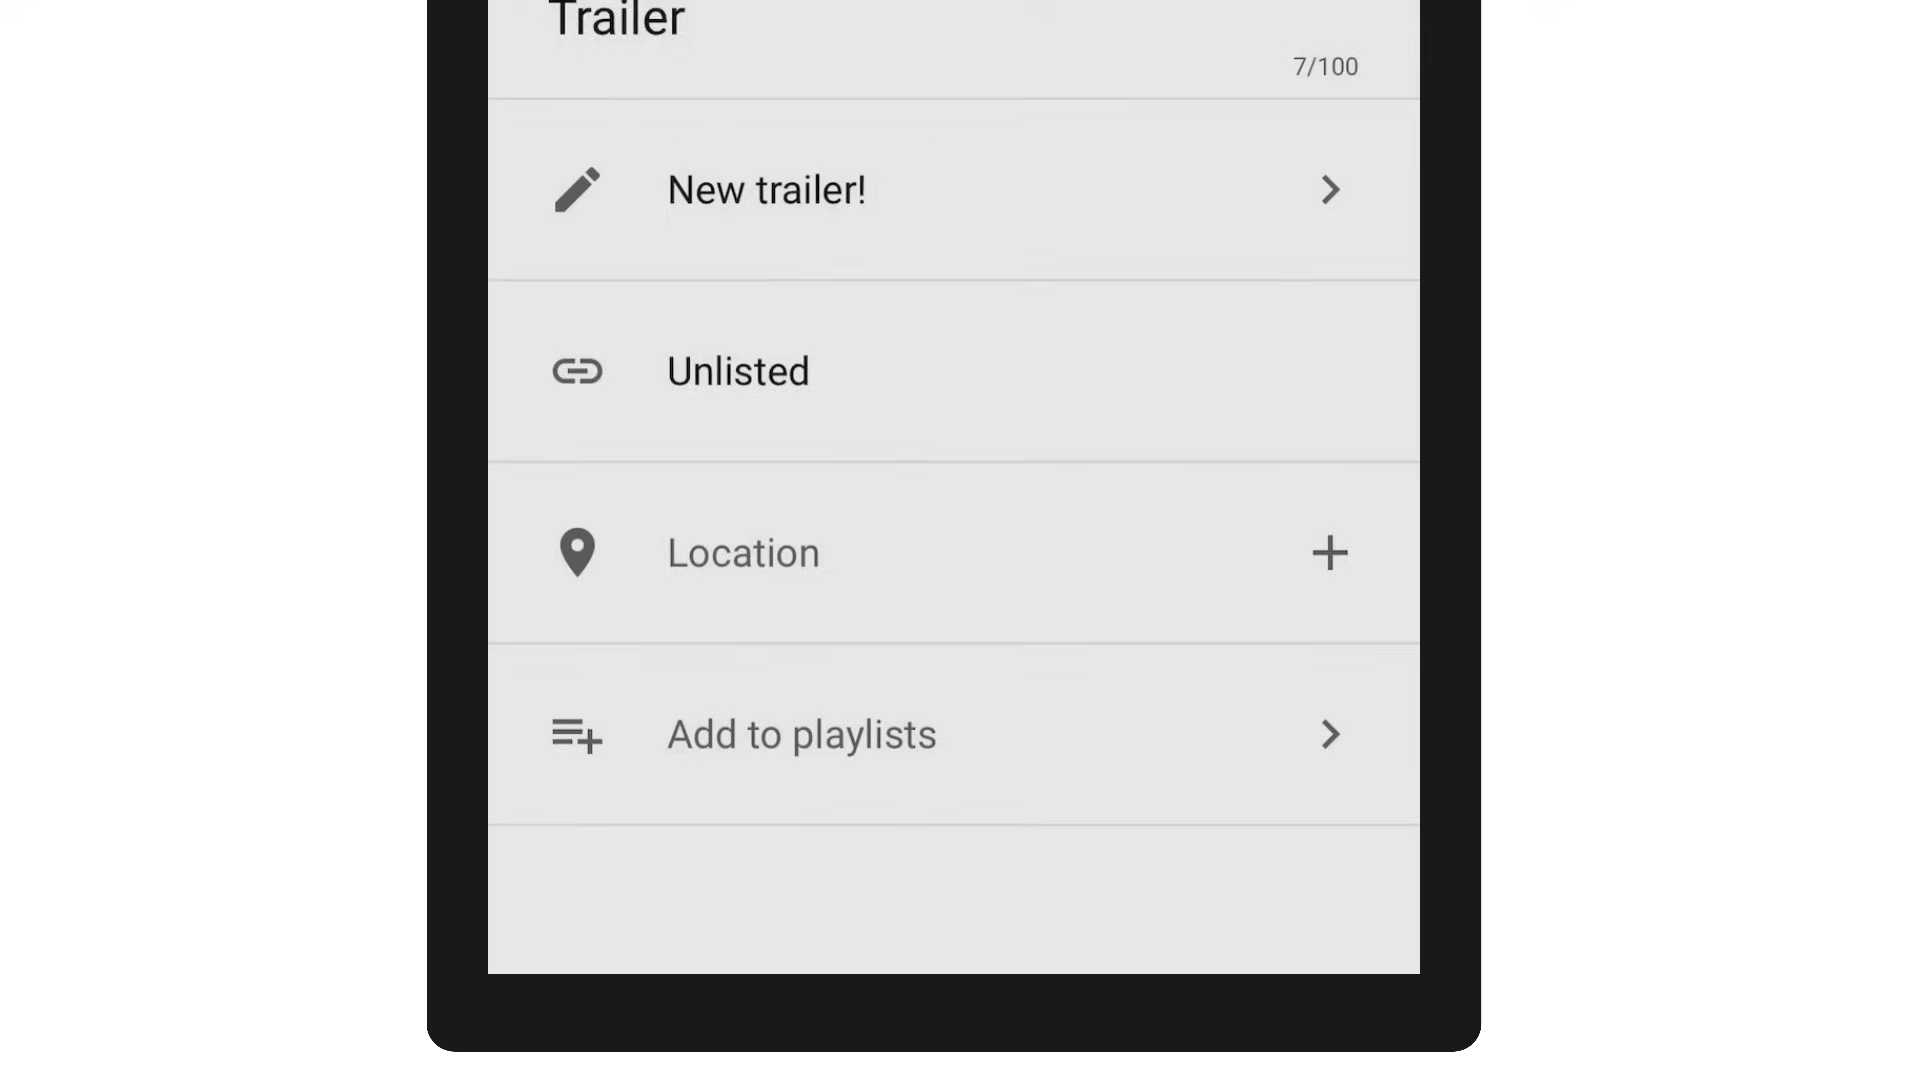 Trailer
7/100
New trailer!
Unlisted
Location
Add to playlists